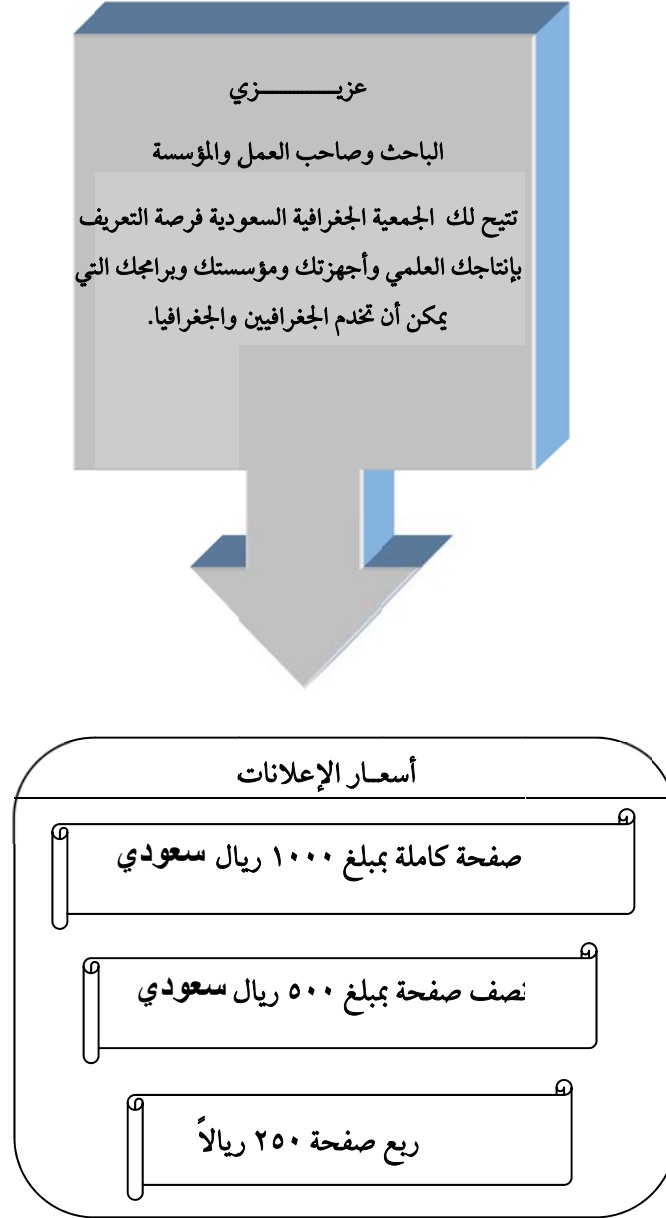 عزيـــــــــزي
الباحث وصاحب العمل والمؤسسة
تتيح لك الجمعية الجغرافية السعودية فرصة التعريف
بإنتاجك العلمي وأجهزتك ومؤسستك وبرامجك التي
يمكن أن تخدم الجغرافيين والجغرافيا.
أسعـار الإعلانات
صفحة كاملة بمبلغ ١٠٠٠ ريال سعودي
نصف صفحة بمبلغ ٥٠٠ ريال سعودي
ربع صفحة ٢٥٠ ريالاً